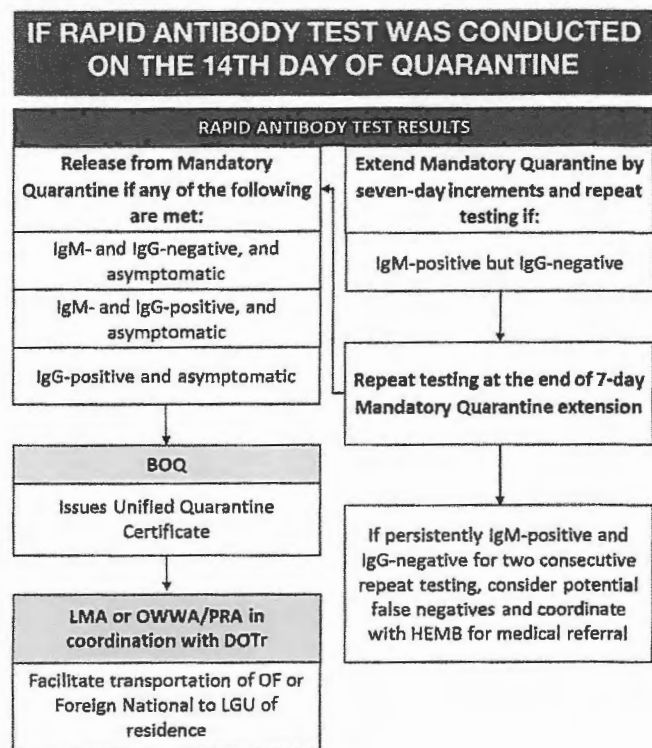 IF RAPID ANTIBODY TEST WAS CONDUCTED
ON THE 14TH DAY OF QUARANTINE
RAPID ANTIBODY TEST RESULTS
Release from Mandatory
Quarantine if any of the following
are met:
IgM- and IgG-negative, and
asymptomatic
IgM- and IgG-positive, and
asymptomatic
IgG-positive and asymptomatic
BOQ
Issues Unified Quarantine
Certificate
LMA or OWWA/PRA in
coordination with DOTr
Facilitate transportation of OF or
Foreign National to LGU of
residence
Extend Mandatory Quarantine by
seven-day increments and repeat
testing if:
IgM-positive but IgG-negative
Repeat testing at the end of 7-day
Mandatory Quarantine extension
If persistently IgM-positive and
IgG-negative for two consecutive
repeat testing, consider potential
false negatives and coordinate
with HEMB for medical referral